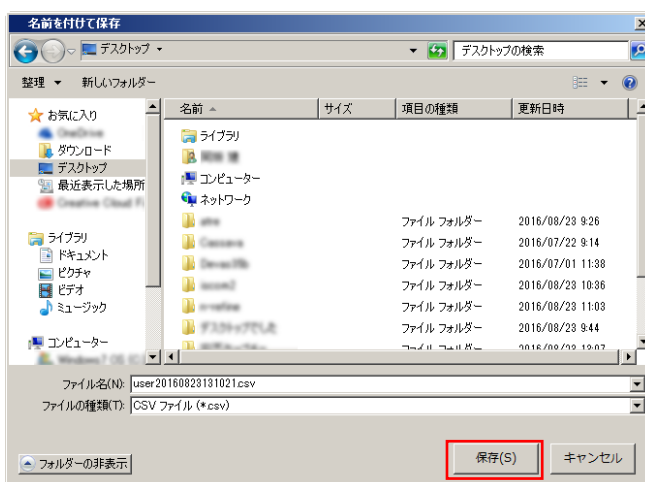 名前を付けて保存
デスクトップ
デスクトップの検索
整理
新しいフォルダー
お気に入り
ダウンロード
デスクトップ
最近表示した場所
ライブラリ
ドキュメント
ピクチャ
ビデオ
ミュージック
コンピューター
名前 サイズ 項目の種類 更新日時
ライブラリ
コンピューター
ネットワーク
ファイル フォルダー 2016/08/23 9:26
ファイル フォルダー 2016/07/22 9:14
ファイル フォルダー 2016/07/01 11:38
ファイル フォルダー 2016/08/23 10:36
ファイル フォルダー 2016/08/23 11:03
ファイル フォルダー 2016/08/23 9:44
ファイル名(N): user20160823131021.csv
ファイルの種類(T): CSV ファイル (*.csv)
フォルダーの非表示
保存(S)
キャンセル